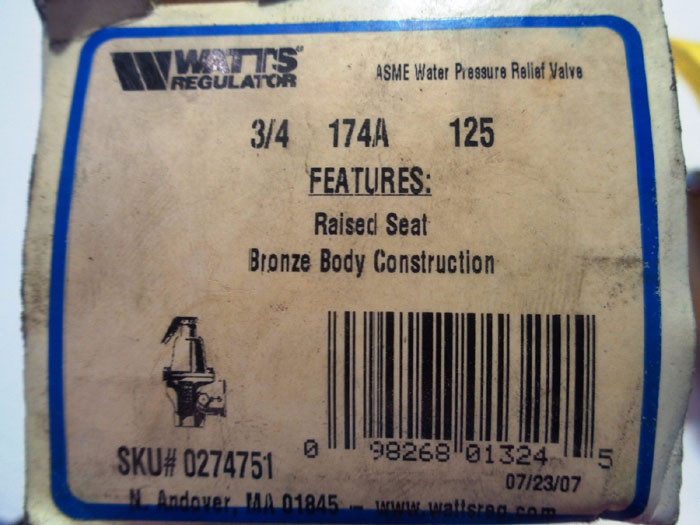 WATTS®
REGULATOR
ASME Water Pressure Relief Valve
3/4 174A 125
FEATURES:
Raised Seat
Bronze Body Construction
0 98268 01324 5
SKU# 0274751
07/23/07
N. Andover, MA 01845 – www.wattsreg.com